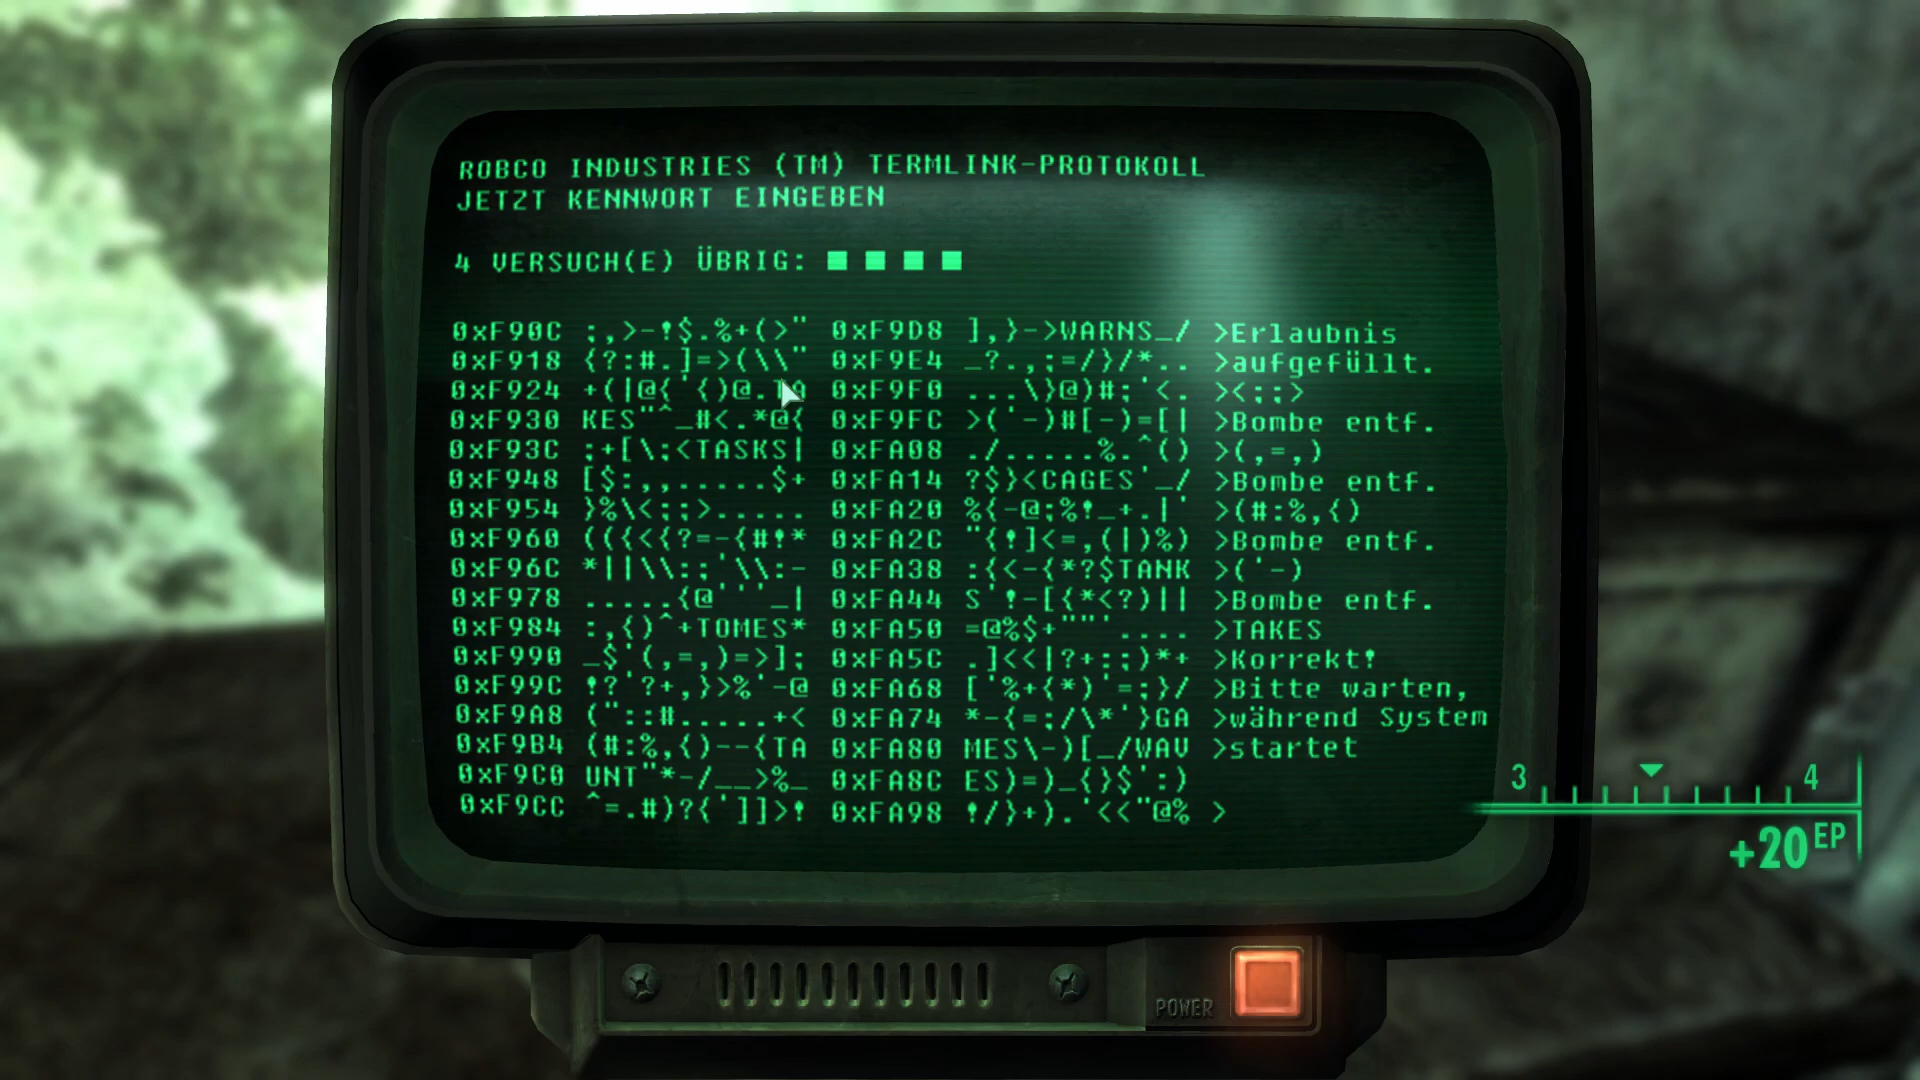 ROBCO INDUSTRIES (TM) TERMLINK-PROTOKOLL
JETZT KENNWORT EINGEBEN
4 VERSUCH(E) ÜBRIG: ■ ■ ■ ■
0xF90C ;,>-!$.%+(>" 0xF9D8 ],}->WARNS_/ >Erlaubnis
0xF918 {?:#.]=>(\\" 0xF9E4 _?.,;=/}/*.. >aufgefüllt.
0xF924 +(|@{'{()@. 0xF9F0 ...\}@)#;'<. ><;;>
0xF930 KES"^_#<.*@{ 0xF9FC >('-)#[-)=[| >Bombe entf.
0xF93C ;+[\;<TASKS| 0xFA08 ./.....%.^() >(,=,)
0xF948 [$:,,.....$+ 0xFA14 ?$}<CAGES'_/ >Bombe entf.
0xF954 }%\<;;>..... 0xFA20 %{-@;%!_+.|' >(#:%,{)
0xF960 (({<{?=-{#!* 0xFA2C "{!]<=,(|)%) >Bombe entf.
0xF96C *||\\:;'\\:- 0xFA38 :{<-{*?$TANK >('-)
0xF978 .....{@'''_| 0xFA44 S'!-[{*<?)|| >Bombe entf.
0xF984 :,{)^+TOMES* 0xFA50 =@%$+""'.... >TAKES
0xF990 _$'(,=,)=>]; 0xFA5C .]<<|?+:;)*+ >Korrekt!
0xF99C !?'?+,}>%'-@ 0xFA68 ['%+{*)'=;}/ >Bitte warten,
0xF9A8 ("::#.....+< 0xFA74 *-{=;/\*'}GA >während System
0xF9B4 (#:%,{)--{TA 0xFA80 MES\-)[_/WAV >startet
0xF9C0 UNT"*-/__>%_ 0xFA8C ES)=)_{}$':)
0xF9CC ^=.#)?{']]>! 0xFA98 !/}+).'<<"@% >
3 4
+20 EP
POWER